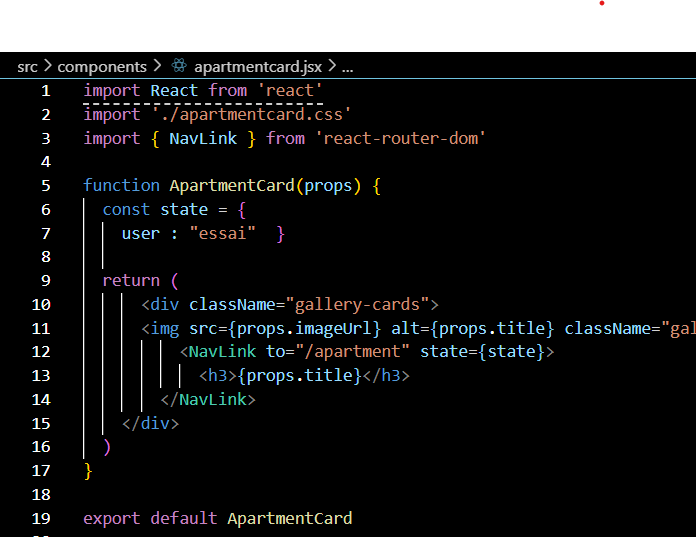 src > components > apartmentcard.jsx > ...
1 import React from 'react'
2 import './apartmentcard.css'
3 import { NavLink } from 'react-router-dom'
4
5 function ApartmentCard(props) {
6 const state = {
7 user : "essai"  }
8
9 return (
10 <div className="gallery-cards">
11 <img src={props.imageUrl} alt={props.title} className="gal
12 <NavLink to="/apartment" state={state}>
13 <h3>{props.title}</h3>
14 </NavLink>
15 </div>
16 )
17 }
18
19 export default ApartmentCard